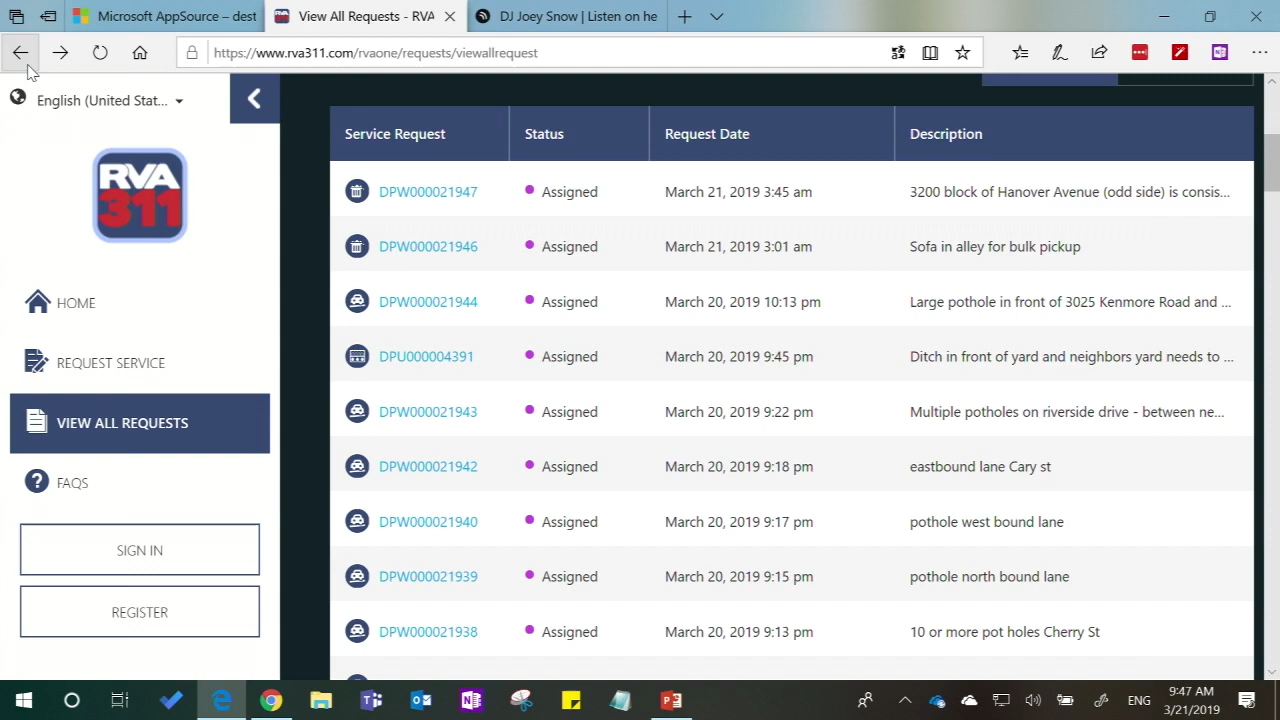 Microsoft AppSource – dest
View All Requests - RVA
DJ Joey Snow | Listen on he
https://www.rva311.com/rvaone/requests/viewallrequest
English (United Stat...
RVA
311
HOME
REQUEST SERVICE
VIEW ALL REQUESTS
FAQS
SIGN IN
REGISTER
Service Request Status Request Date Description
DPW000021947 Assigned March 21, 2019 3:45 am 3200 block of Hanover Avenue (odd side) is consis...
DPW000021946 Assigned March 21, 2019 3:01 am Sofa in alley for bulk pickup
DPW000021944 Assigned March 20, 2019 10:13 pm Large pothole in front of 3025 Kenmore Road and ...
DPU000004391 Assigned March 20, 2019 9:45 pm Ditch in front of yard and neighbors yard needs to ...
DPW000021943 Assigned March 20, 2019 9:22 pm Multiple potholes on riverside drive - between ne...
DPW000021942 Assigned March 20, 2019 9:18 pm eastbound lane Cary st
DPW000021940 Assigned March 20, 2019 9:17 pm pothole west bound lane
DPW000021939 Assigned March 20, 2019 9:15 pm pothole north bound lane
DPW000021938 Assigned March 20, 2019 9:13 pm 10 or more pot holes Cherry St
ENG
9:47 AM
3/21/2019